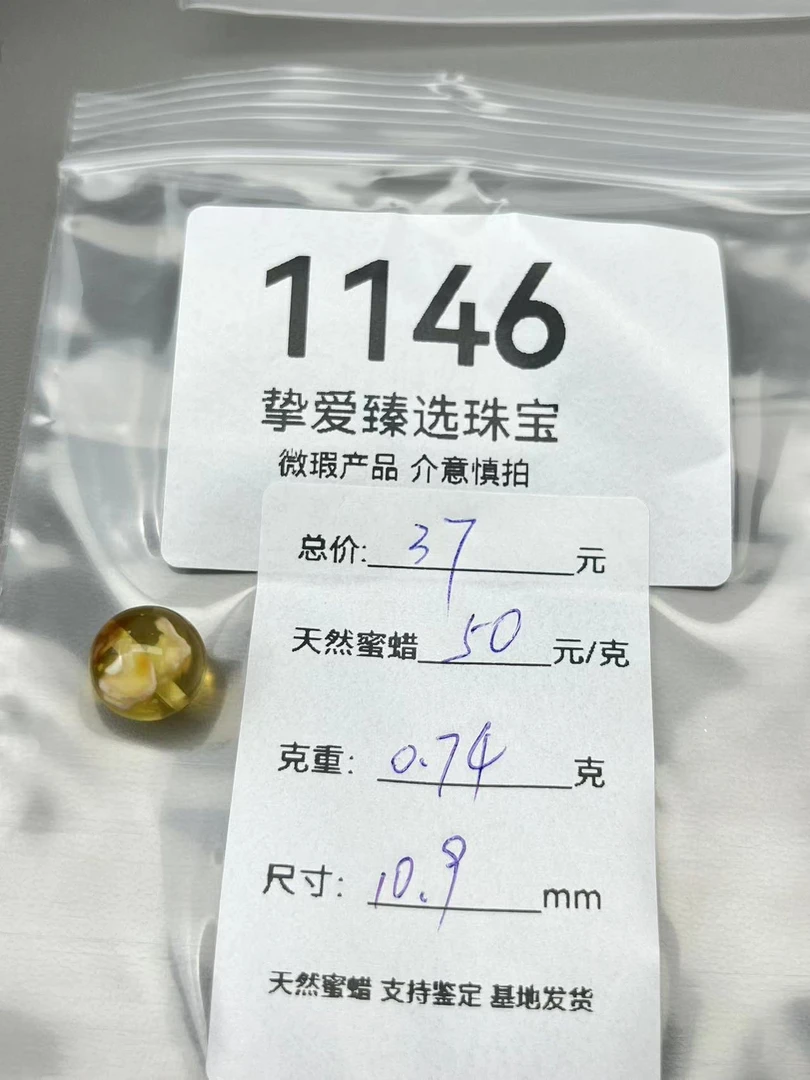 1146
挚爱臻选珠宝
微瑕产品 介意慎拍
总价: 37 元
天然蜜蜡 50 元/克
克重: 0.74 克
尺寸: 10.9 mm
天然蜜蜡 支持鉴定 基地发货